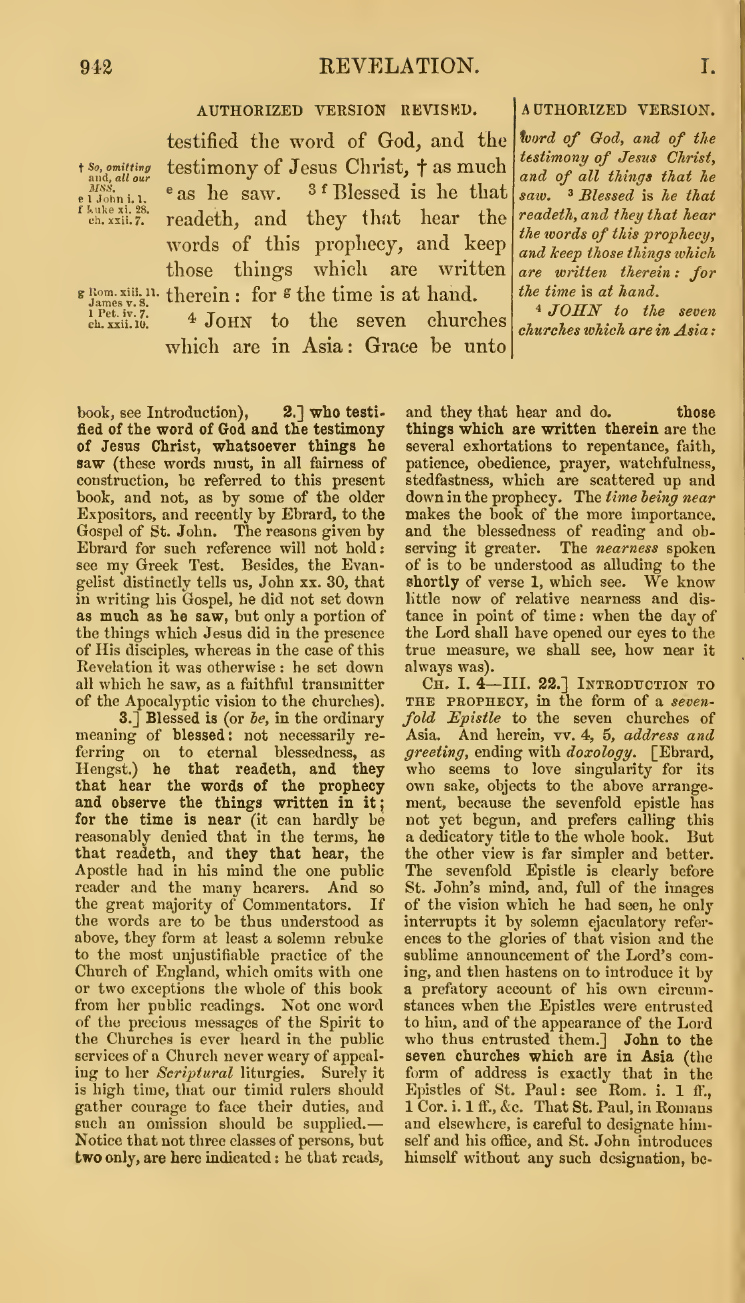 942
REVELATION.
I.
AUTHORIZED VERSION REVISED.
testified the word of God, and the
testimony of Jesus Christ, † as much
e as he saw. 3 f Blessed is he that
readeth, and they that hear the
words of this prophecy, and keep
those things which are written
therein : for g the time is at hand.
4 JOHN to the seven churches
which are in Asia : Grace be unto
† So, omitting
and, all our
MSS.
e 1 John i. 1.
f Luke xi. 28.
ch. xxii. 7.
g Rom. xiii. 11.
James v. 8.
1 Pet. iv. 7.
ch. xxii. 10.
AUTHORIZED VERSION.
word of God, and of the
testimony of Jesus Christ,
and of all things that he
saw. 3 Blessed is he that
readeth, and they that hear
the words of this prophecy,
and keep those things which
are written therein : for
the time is at hand.
4 JOHN to the seven
churches which are in Asia :
book, see Introduction), 2.] who testi-
fied of the word of God and the testimony
of Jesus Christ, whatsoever things he
saw (these words must, in all fairness of
construction, be referred to this present
book, and not, as by some of the older
Expositors, and recently by Ebrard, to the
Gospel of St. John. The reasons given by
Ebrard for such reference will not hold :
see my Greek Test. Besides, the Evan-
gelist distinctly tells us, John xx. 30, that
in writing his Gospel, he did not set down
as much as he saw, but only a portion of
the things which Jesus did in the presence
of His disciples, whereas in the case of this
Revelation it was otherwise : he set down
all which he saw, as a faithful transmitter
of the Apocalyptic vision to the churches).
3.] Blessed is (or be, in the ordinary
meaning of blessed : not necessarily re-
ferring on to eternal blessedness, as
Hengst.) he that readeth, and they
that hear the words of the prophecy
and observe the things written in it ;
for the time is near (it can hardly be
reasonably denied that in the terms, he
that readeth, and they that hear, the
Apostle had in his mind the one public
reader and the many hearers. And so
the great majority of Commentators. If
the words are to be thus understood as
above, they form at least a solemn rebuke
to the most unjustifiable practice of the
Church of England, which omits with one
or two exceptions the whole of this book
from her public readings. Not one word
of the precious messages of the Spirit to
the Churches is ever heard in the public
services of a Church never weary of appeal-
ing to her Scriptural liturgies. Surely it
is high time, that our timid rulers should
gather courage to face their duties, and
such an omission should be supplied.—
Notice that not three classes of persons, but
two only, are here indicated : he that reads,
and they that hear and do. those
things which are written therein are the
several exhortations to repentance, faith,
patience, obedience, prayer, watchfulness,
stedfastness, which are scattered up and
down in the prophecy. The time being near
makes the book of the more importance.
and the blessedness of reading and ob-
serving it greater. The nearness spoken
of is to be understood as alluding to the
shortly of verse 1, which see. We know
little now of relative nearness and dis-
tance in point of time : when the day of
the Lord shall have opened our eyes to the
true measure, we shall see, how near it
always was).
CH. I. 4—III. 22.] INTRODUCTION TO
THE PROPHECY, in the form of a seven-
fold Epistle to the seven churches of
Asia. And herein, vv. 4, 5, address and
greeting, ending with doxology. [Ebrard,
who seems to love singularity for its
own sake, objects to the above arrange-
ment, because the sevenfold epistle has
not yet begun, and prefers calling this
a dedicatory title to the whole book. But
the other view is far simpler and better.
The sevenfold Epistle is clearly before
St. John's mind, and, full of the images
of the vision which he had seen, he only
interrupts it by solemn ejaculatory refer-
ences to the glories of that vision and the
sublime announcement of the Lord's com-
ing, and then hastens on to introduce it by
a prefatory account of his own circum-
stances when the Epistles were entrusted
to him, and of the appearance of the Lord
who thus entrusted them.] John to the
seven churches which are in Asia (the
form of address is exactly that in the
Epistles of St. Paul : see Rom. i. 1 ff.,
1 Cor. i. 1 ff., &c. That St. Paul, in Romans
and elsewhere, is careful to designate him-
self and his office, and St. John introduces
himself without any such designation, be-